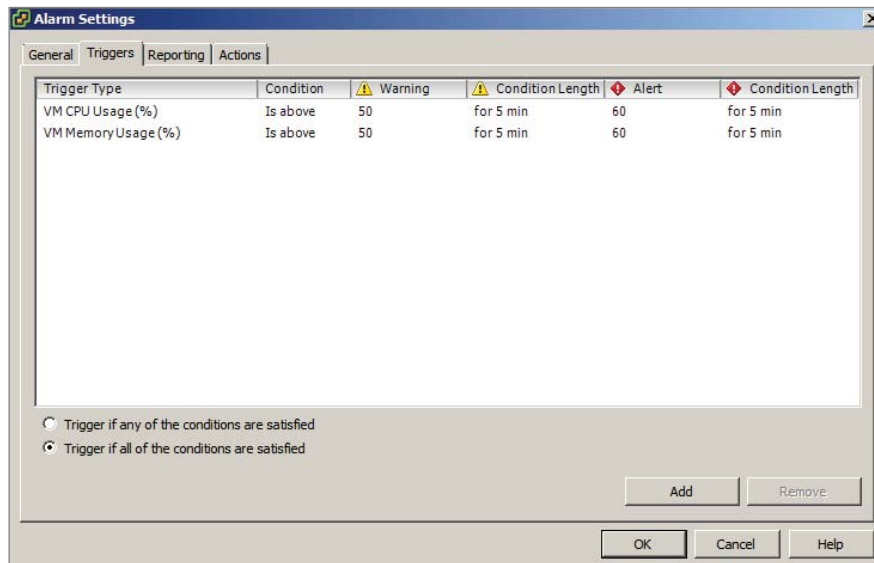 Alarm Settings
General Triggers Reporting Actions
Trigger Type Condition Warning Condition Length Alert Condition Length
VM CPU Usage (%) Is above 50 for 5 min 60 for 5 min
VM Memory Usage (%) Is above 50 for 5 min 60 for 5 min
Trigger if any of the conditions are satisfied
Trigger if all of the conditions are satisfied
Add Remove
OK Cancel Help